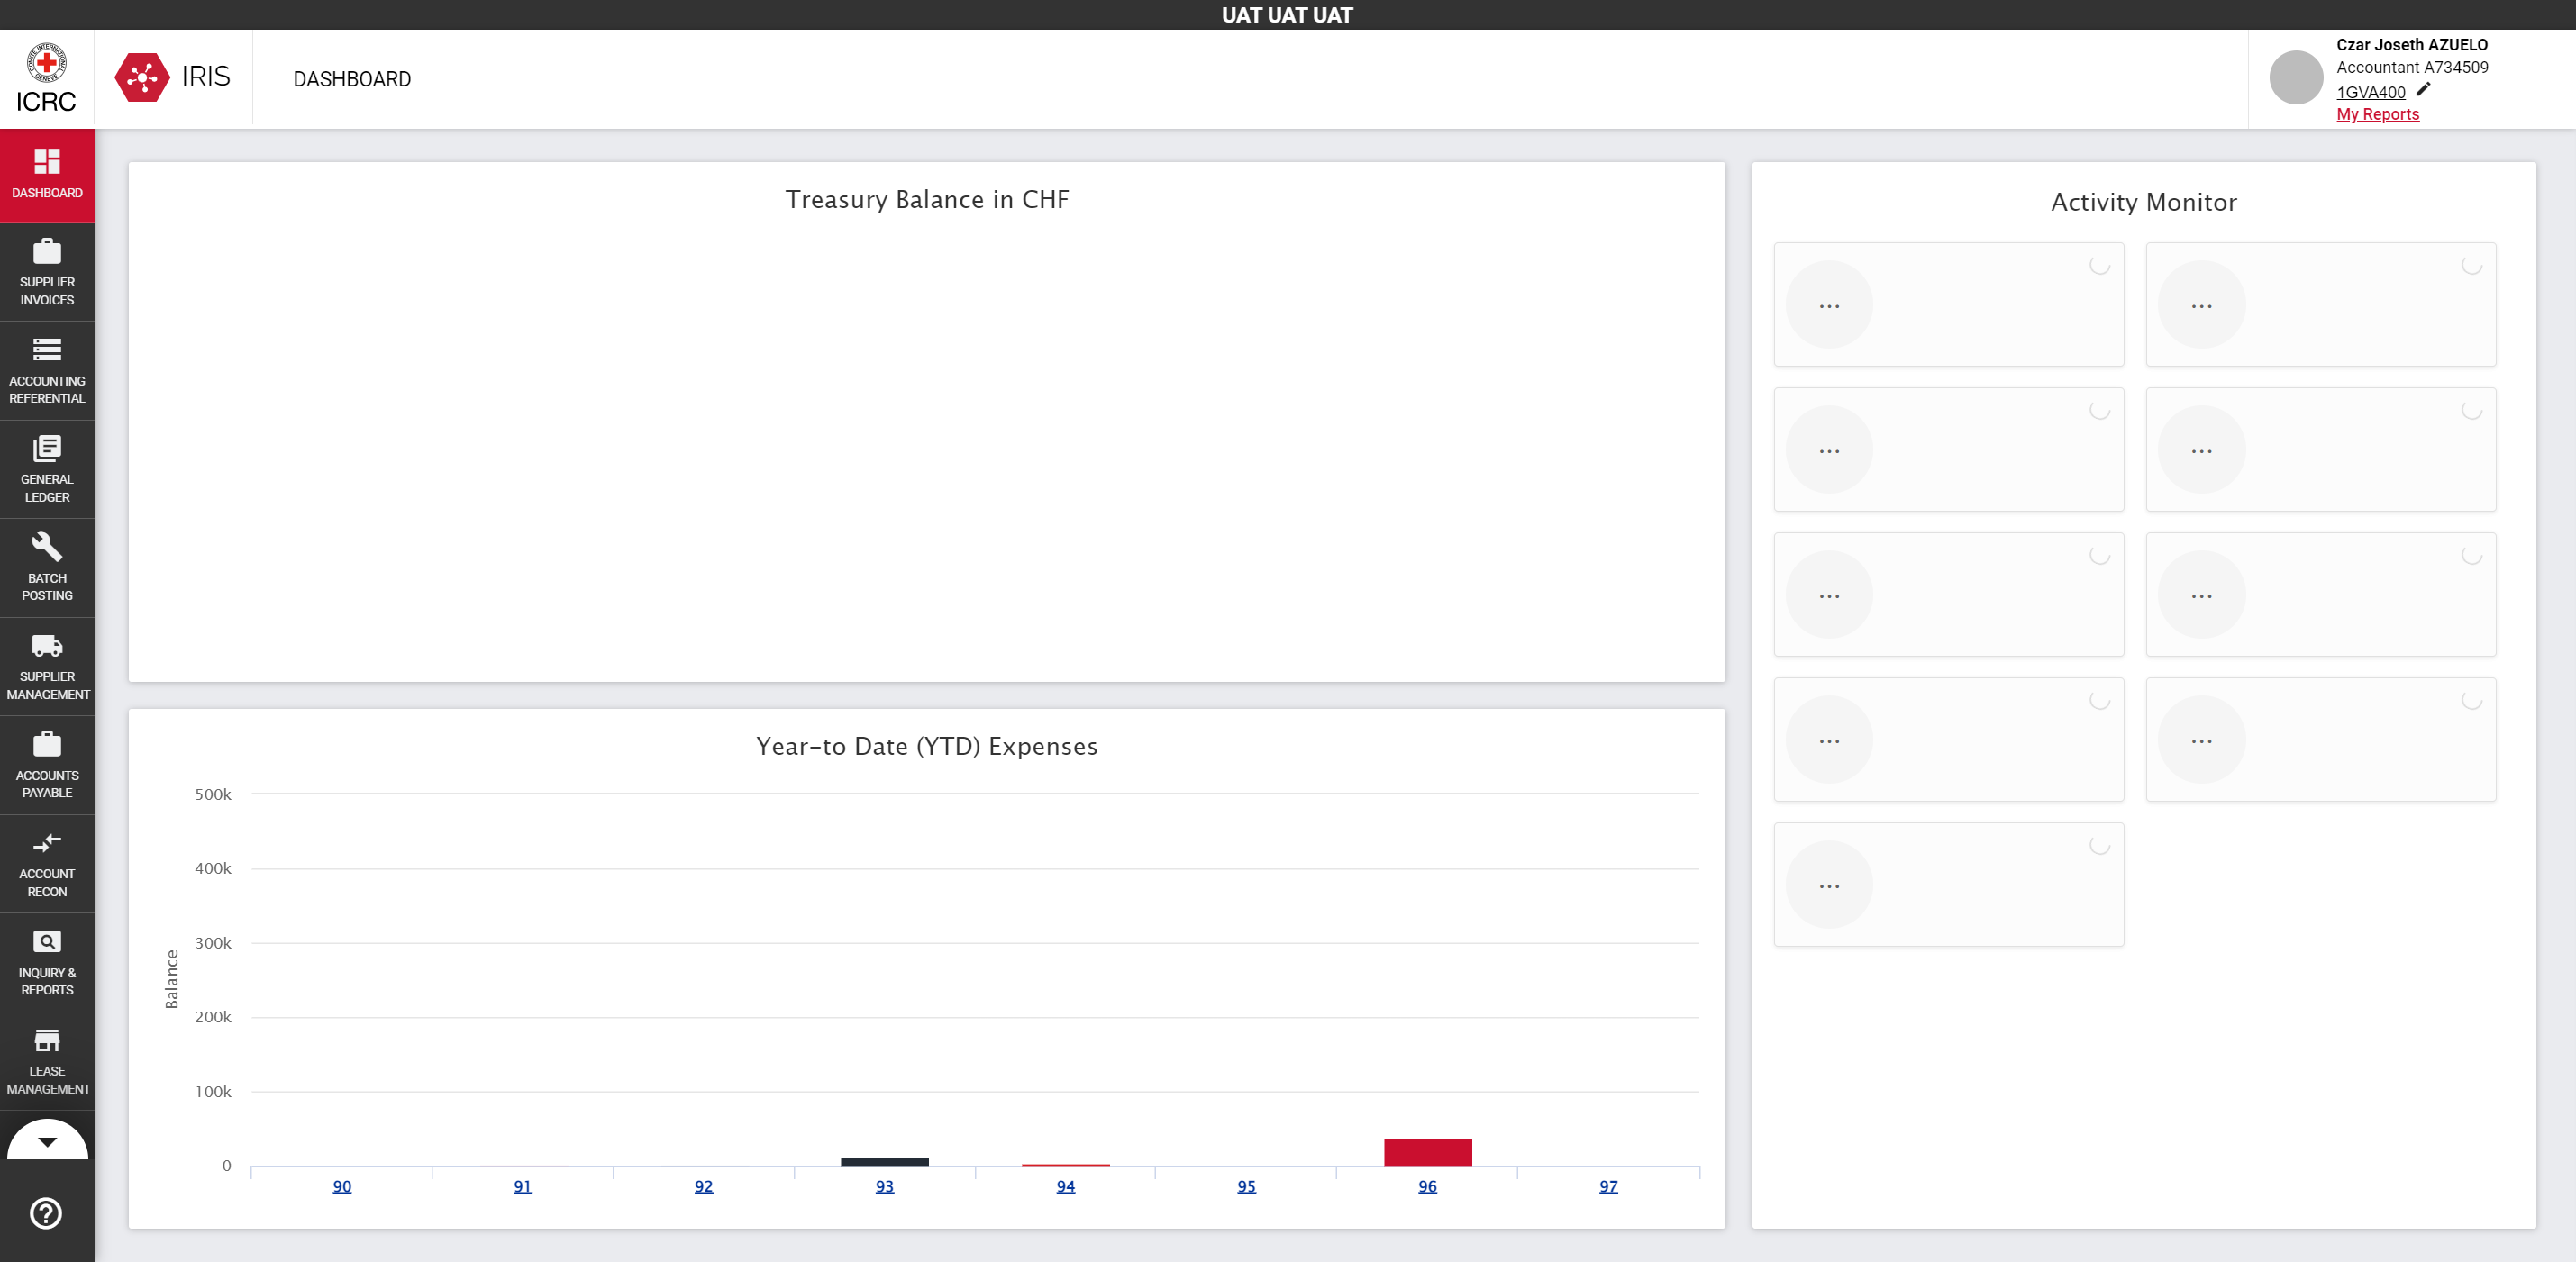 UAT UAT UAT
ICRC
IRIS
DASHBOARD
Czar Joseth AZUELO
Accountant A734509
1GVA400
My Reports
DASHBOARD
SUPPLIER
INVOICES
ACCOUNTING
REFERENTIAL
GENERAL
LEDGER
BATCH
POSTING
SUPPLIER
MANAGEMENT
ACCOUNTS
PAYABLE
ACCOUNT
RECON
INQUIRY &
REPORTS
LEASE
MANAGEMENT
Treasury Balance in CHF
Year-to Date (YTD) Expenses
Balance
500k
400k
300k
200k
100k
0
90 91 92 93 94 95 96 97
Activity Monitor
... ...
... ...
... ...
... ...
...